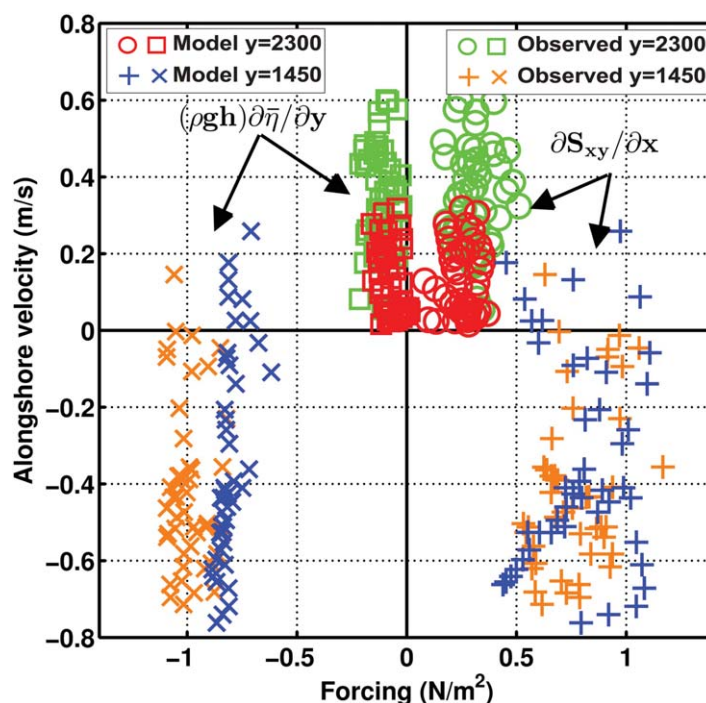 0.8
0.6
0.4
0.2
0
−0.2
−0.4
−0.6
−0.8
Alongshore velocity (m/s)
Model y=2300
Model y=1450
Observed y=2300
Observed y=1450
(ρgh)∂η̄/∂y
∂S_xy/∂x
−1
−0.5
0
0.5
1
Forcing (N/m²)